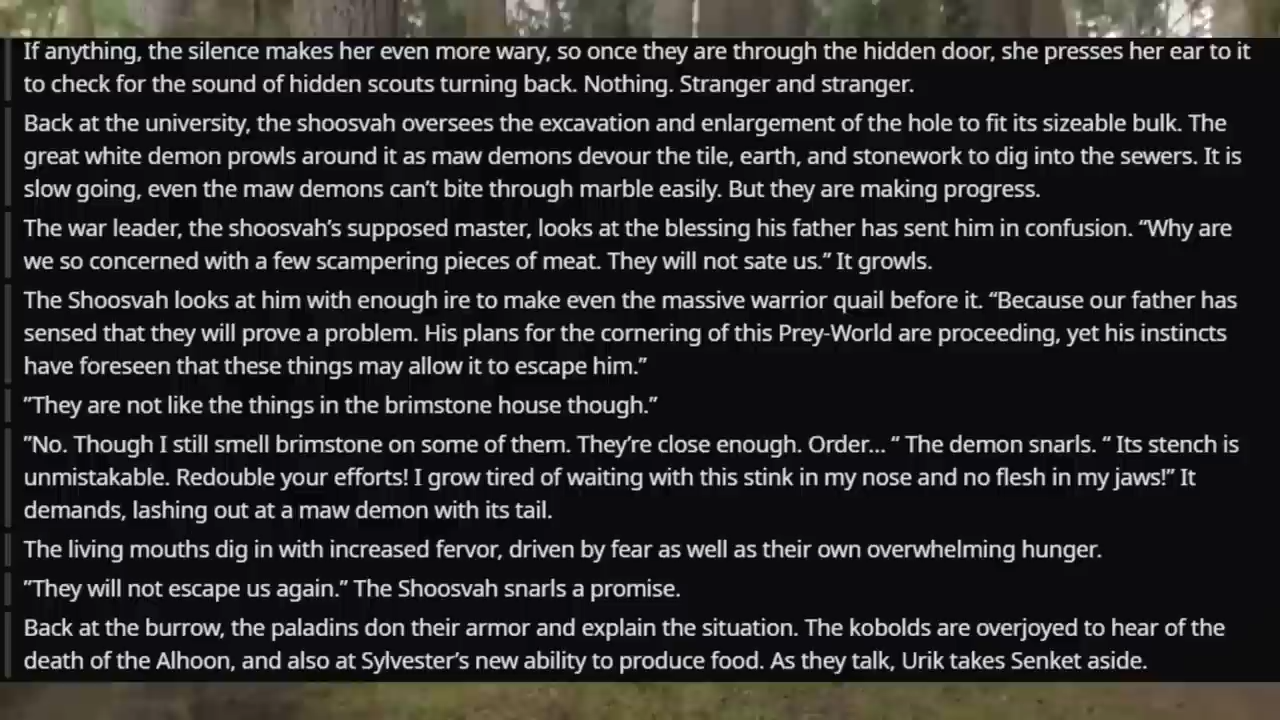 If anything, the silence makes her even more wary, so once they are through the hidden door, she presses her ear to it
to check for the sound of hidden scouts turning back. Nothing. Stranger and stranger.
Back at the university, the shoosvah oversees the excavation and enlargement of the hole to fit its sizeable bulk. The
great white demon prowls around it as maw demons devour the tile, earth, and stonework to dig into the sewers. It is
slow going, even the maw demons can’t bite through marble easily. But they are making progress.
The war leader, the shoosvah’s supposed master, looks at the blessing his father has sent him in confusion. “Why are
we so concerned with a few scampering pieces of meat. They will not sate us.” It growls.
The Shoosvah looks at him with enough ire to make even the massive warrior quail before it. “Because our father has
sensed that they will prove a problem. His plans for the cornering of this Prey-World are proceeding, yet his instincts
have foreseen that these things may allow it to escape him.”
”They are not like the things in the brimstone house though.”
”No. Though I still smell brimstone on some of them. They’re close enough. Order… “ The demon snarls. “ Its stench is
unmistakable. Redouble your efforts! I grow tired of waiting with this stink in my nose and no flesh in my jaws!” It
demands, lashing out at a maw demon with its tail.
The living mouths dig in with increased fervor, driven by fear as well as their own overwhelming hunger.
”They will not escape us again.” The Shoosvah snarls a promise.
Back at the burrow, the paladins don their armor and explain the situation. The kobolds are overjoyed to hear of the
death of the Alhoon, and also at Sylvester’s new ability to produce food. As they talk, Urik takes Senket aside.